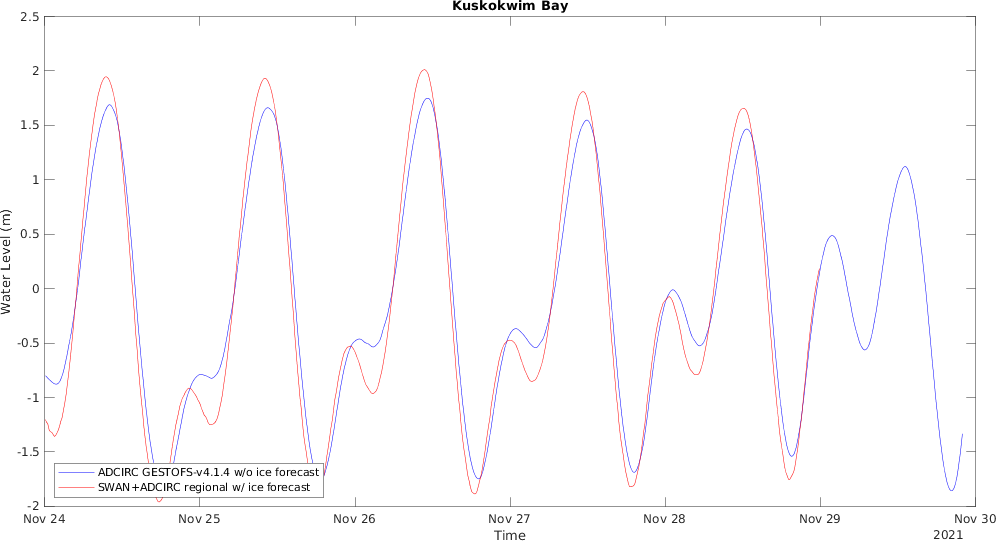 Kuskokwim Bay
2.5
2
1.5
1
0.5
0
-0.5
-1
-1.5
-2
Water Level (m)
ADCIRC GESTOFS-v4.1.4 w/o ice forecast
SWAN+ADCIRC regional w/ ice forecast
Nov 24 Nov 25 Nov 26 Nov 27 Nov 28 Nov 29 Nov 30
Time
2021